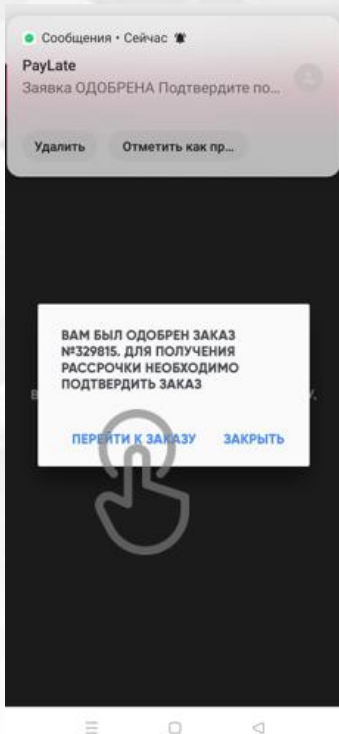 Сообщения • Сейчас
PayLate
Заявка ОДОБРЕНА Подтвердите по...
Удалить Отметить как пр...
ВАМ БЫЛ ОДОБРЕН ЗАКАЗ
№329815. ДЛЯ ПОЛУЧЕНИЯ
РАССРОЧКИ НЕОБХОДИМО
ПОДТВЕРДИТЬ ЗАКАЗ
ПЕРЕЙТИ К ЗАКАЗУ ЗАКРЫТЬ